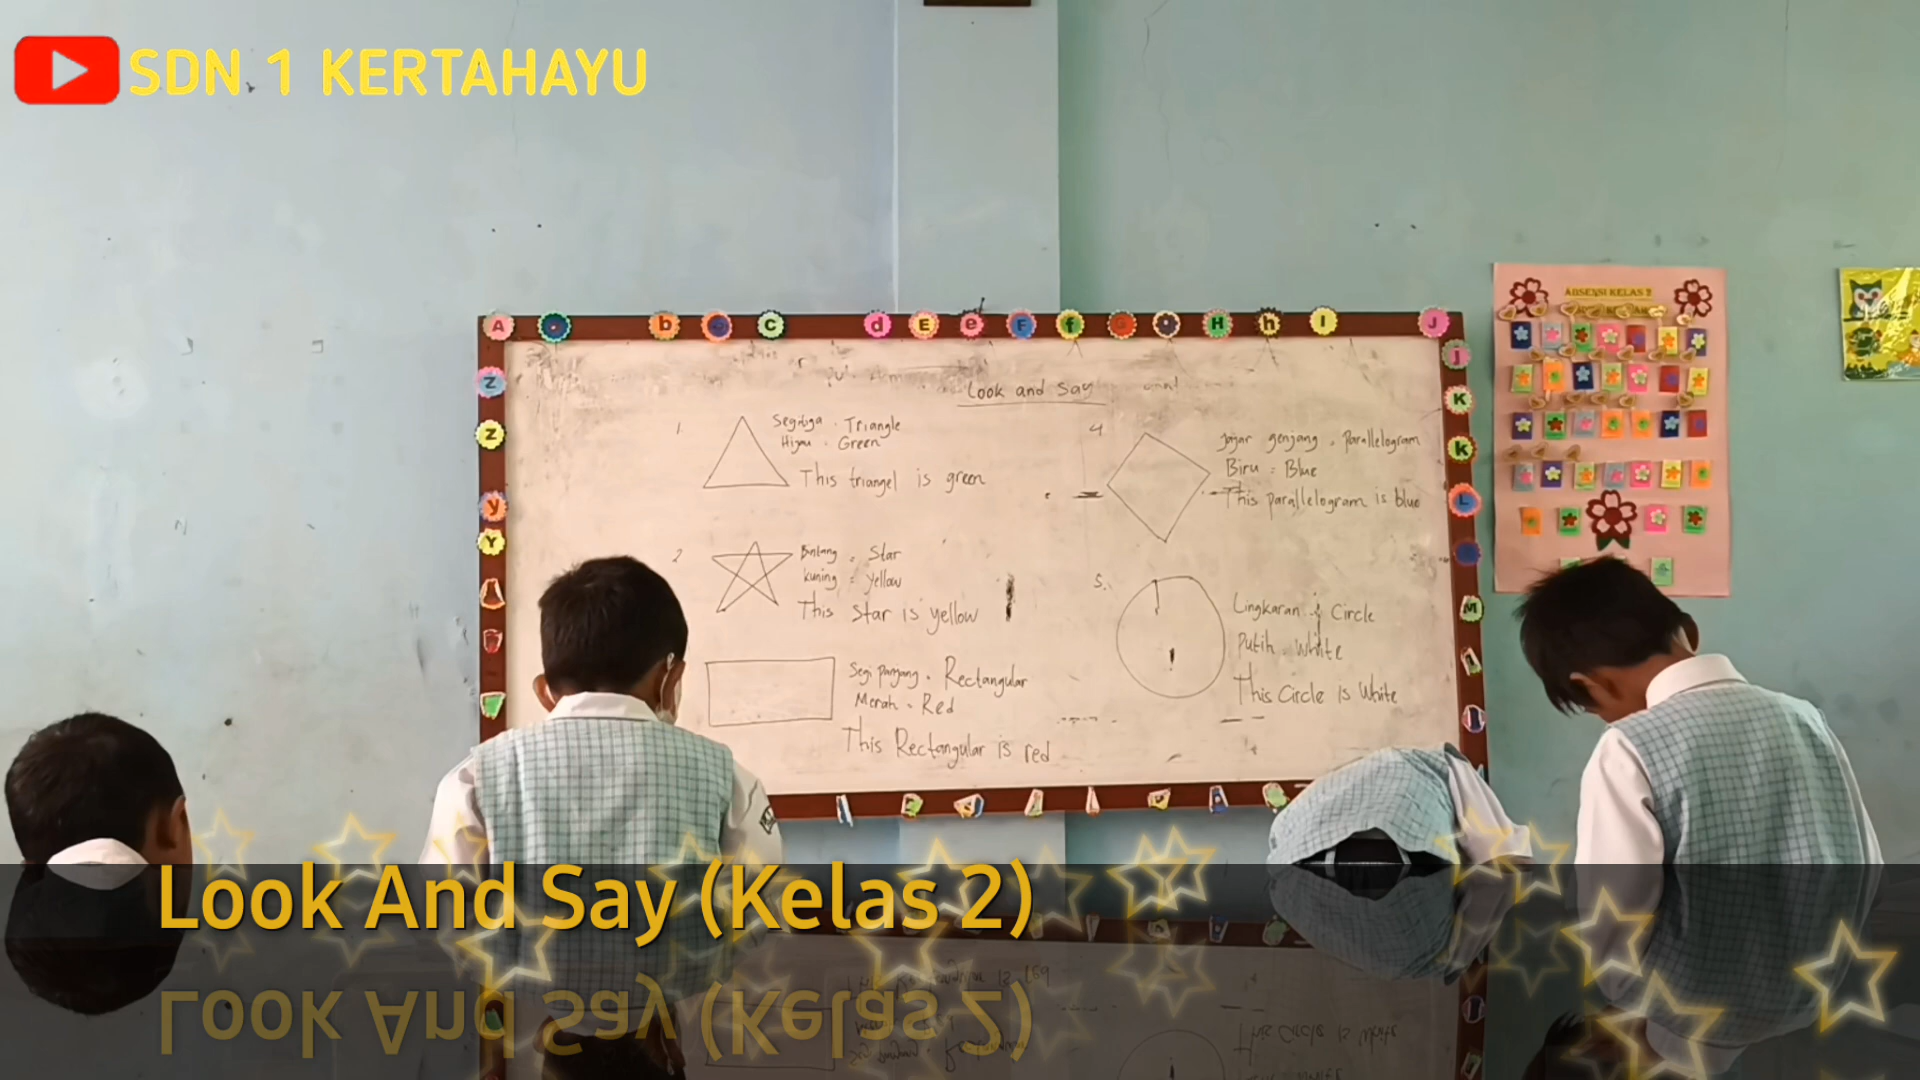 SDN 1 KERTAHAYU
ABSENSI KELAS 2
Look and Say
1
Segitiga . Triangle
Hijau . Green
This triangel is green
2
Bintang . Star
Kuning . Yellow
This Star is yellow
Segi panjang . Rectangular
Merah . Red
This Rectangular is red
4
Jajar genjang . Parallelogram
Biru : Blue
This parallelogram is blue
5.
Lingkaran : Circle
Putih . White
This Circle is White
A b c d E e F f G H h I J
j K k L M
Z Z y Y
Look And Say (Kelas 2)